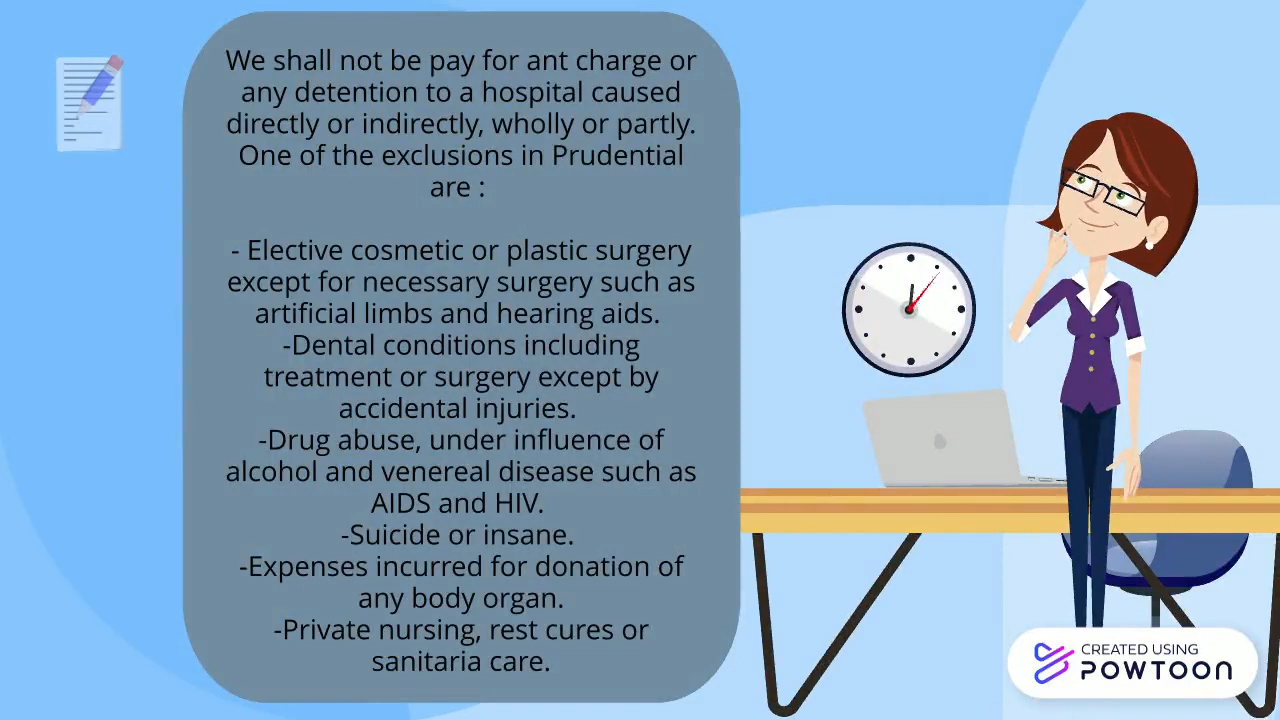 We shall not be pay for ant charge or
any detention to a hospital caused
directly or indirectly, wholly or partly.
One of the exclusions in Prudential
are :
- Elective cosmetic or plastic surgery
except for necessary surgery such as
artificial limbs and hearing aids.
-Dental conditions including
treatment or surgery except by
accidental injuries.
-Drug abuse, under influence of
alcohol and venereal disease such as
AIDS and HIV.
-Suicide or insane.
-Expenses incurred for donation of
any body organ.
-Private nursing, rest cures or
sanitaria care.
CREATED USING
POWTOON